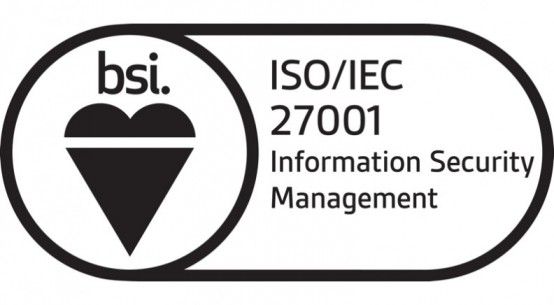 bsi.
ISO/IEC
27001
Information Security
Management